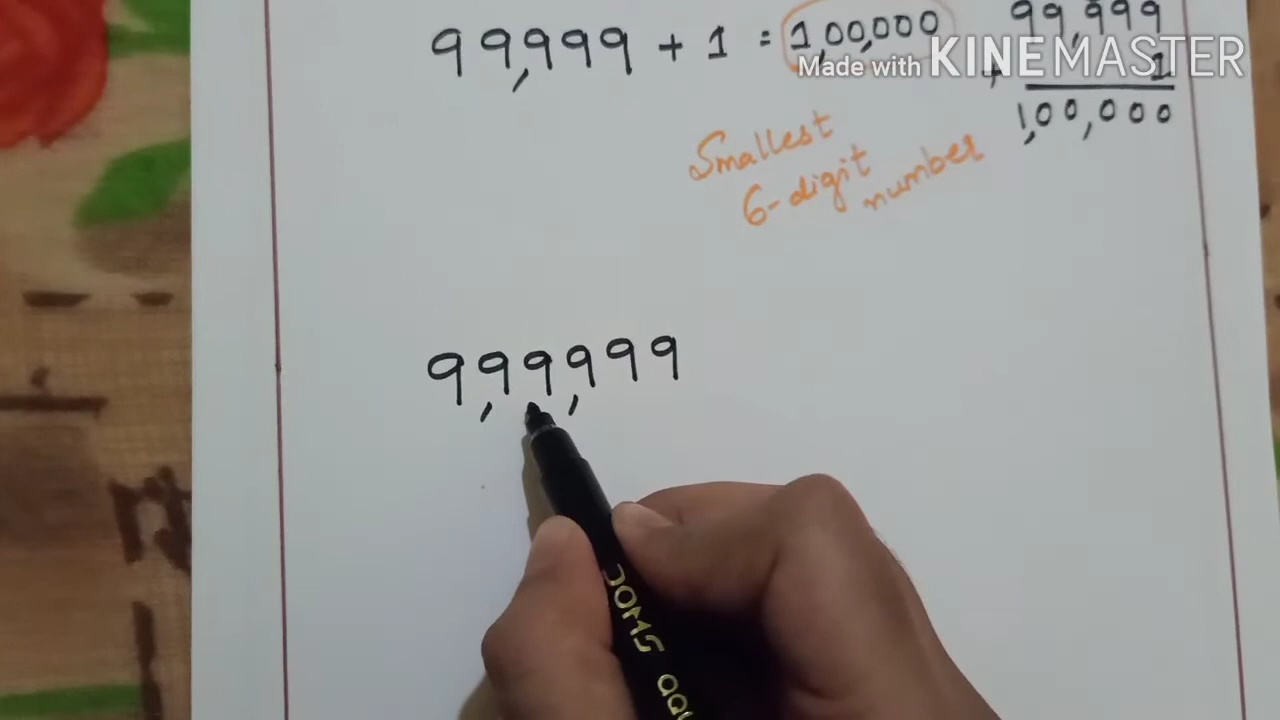 99,999 + 1 = 1,00,000
99,999
+ 1
1,00,000
Made with KINEMASTER
Smallest
6-digit
number
9,99,999
DOMS